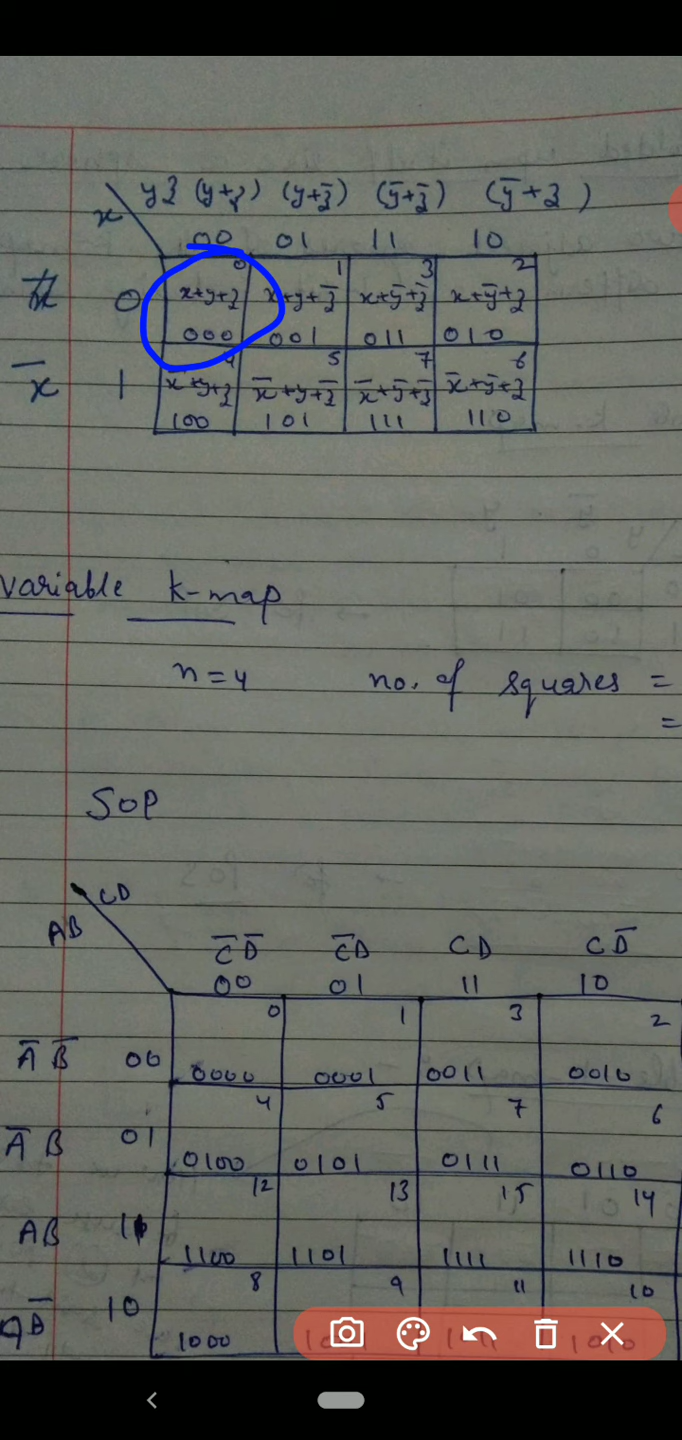 x yz (y+z) (y+z̅) (y̅+z̅) (y̅+z)
00 01 11 10
0 1 3 2
0 x+y+z x+y+z̅ x+y̅+z̅ x+y̅+z
000 001 011 010
4 5 7 6
x̅ 1 x̅+y+z x̅+y+z̅ x̅+y̅+z̅ x̅+y̅+z
100 101 111 110
variable k-map
n=4 no. of squares =
=
SOP
CD
AB C̅D̅ C̅D CD CD̅
00 01 11 10
0 1 3 2
A̅ B̅ 00 0000 0001 0011 0010
4 5 7 6
A̅ B 01 0100 0101 0111 0110
12 13 15 14
AB 11 1100 1101 1111 1110
8 9 11 10
10 1000